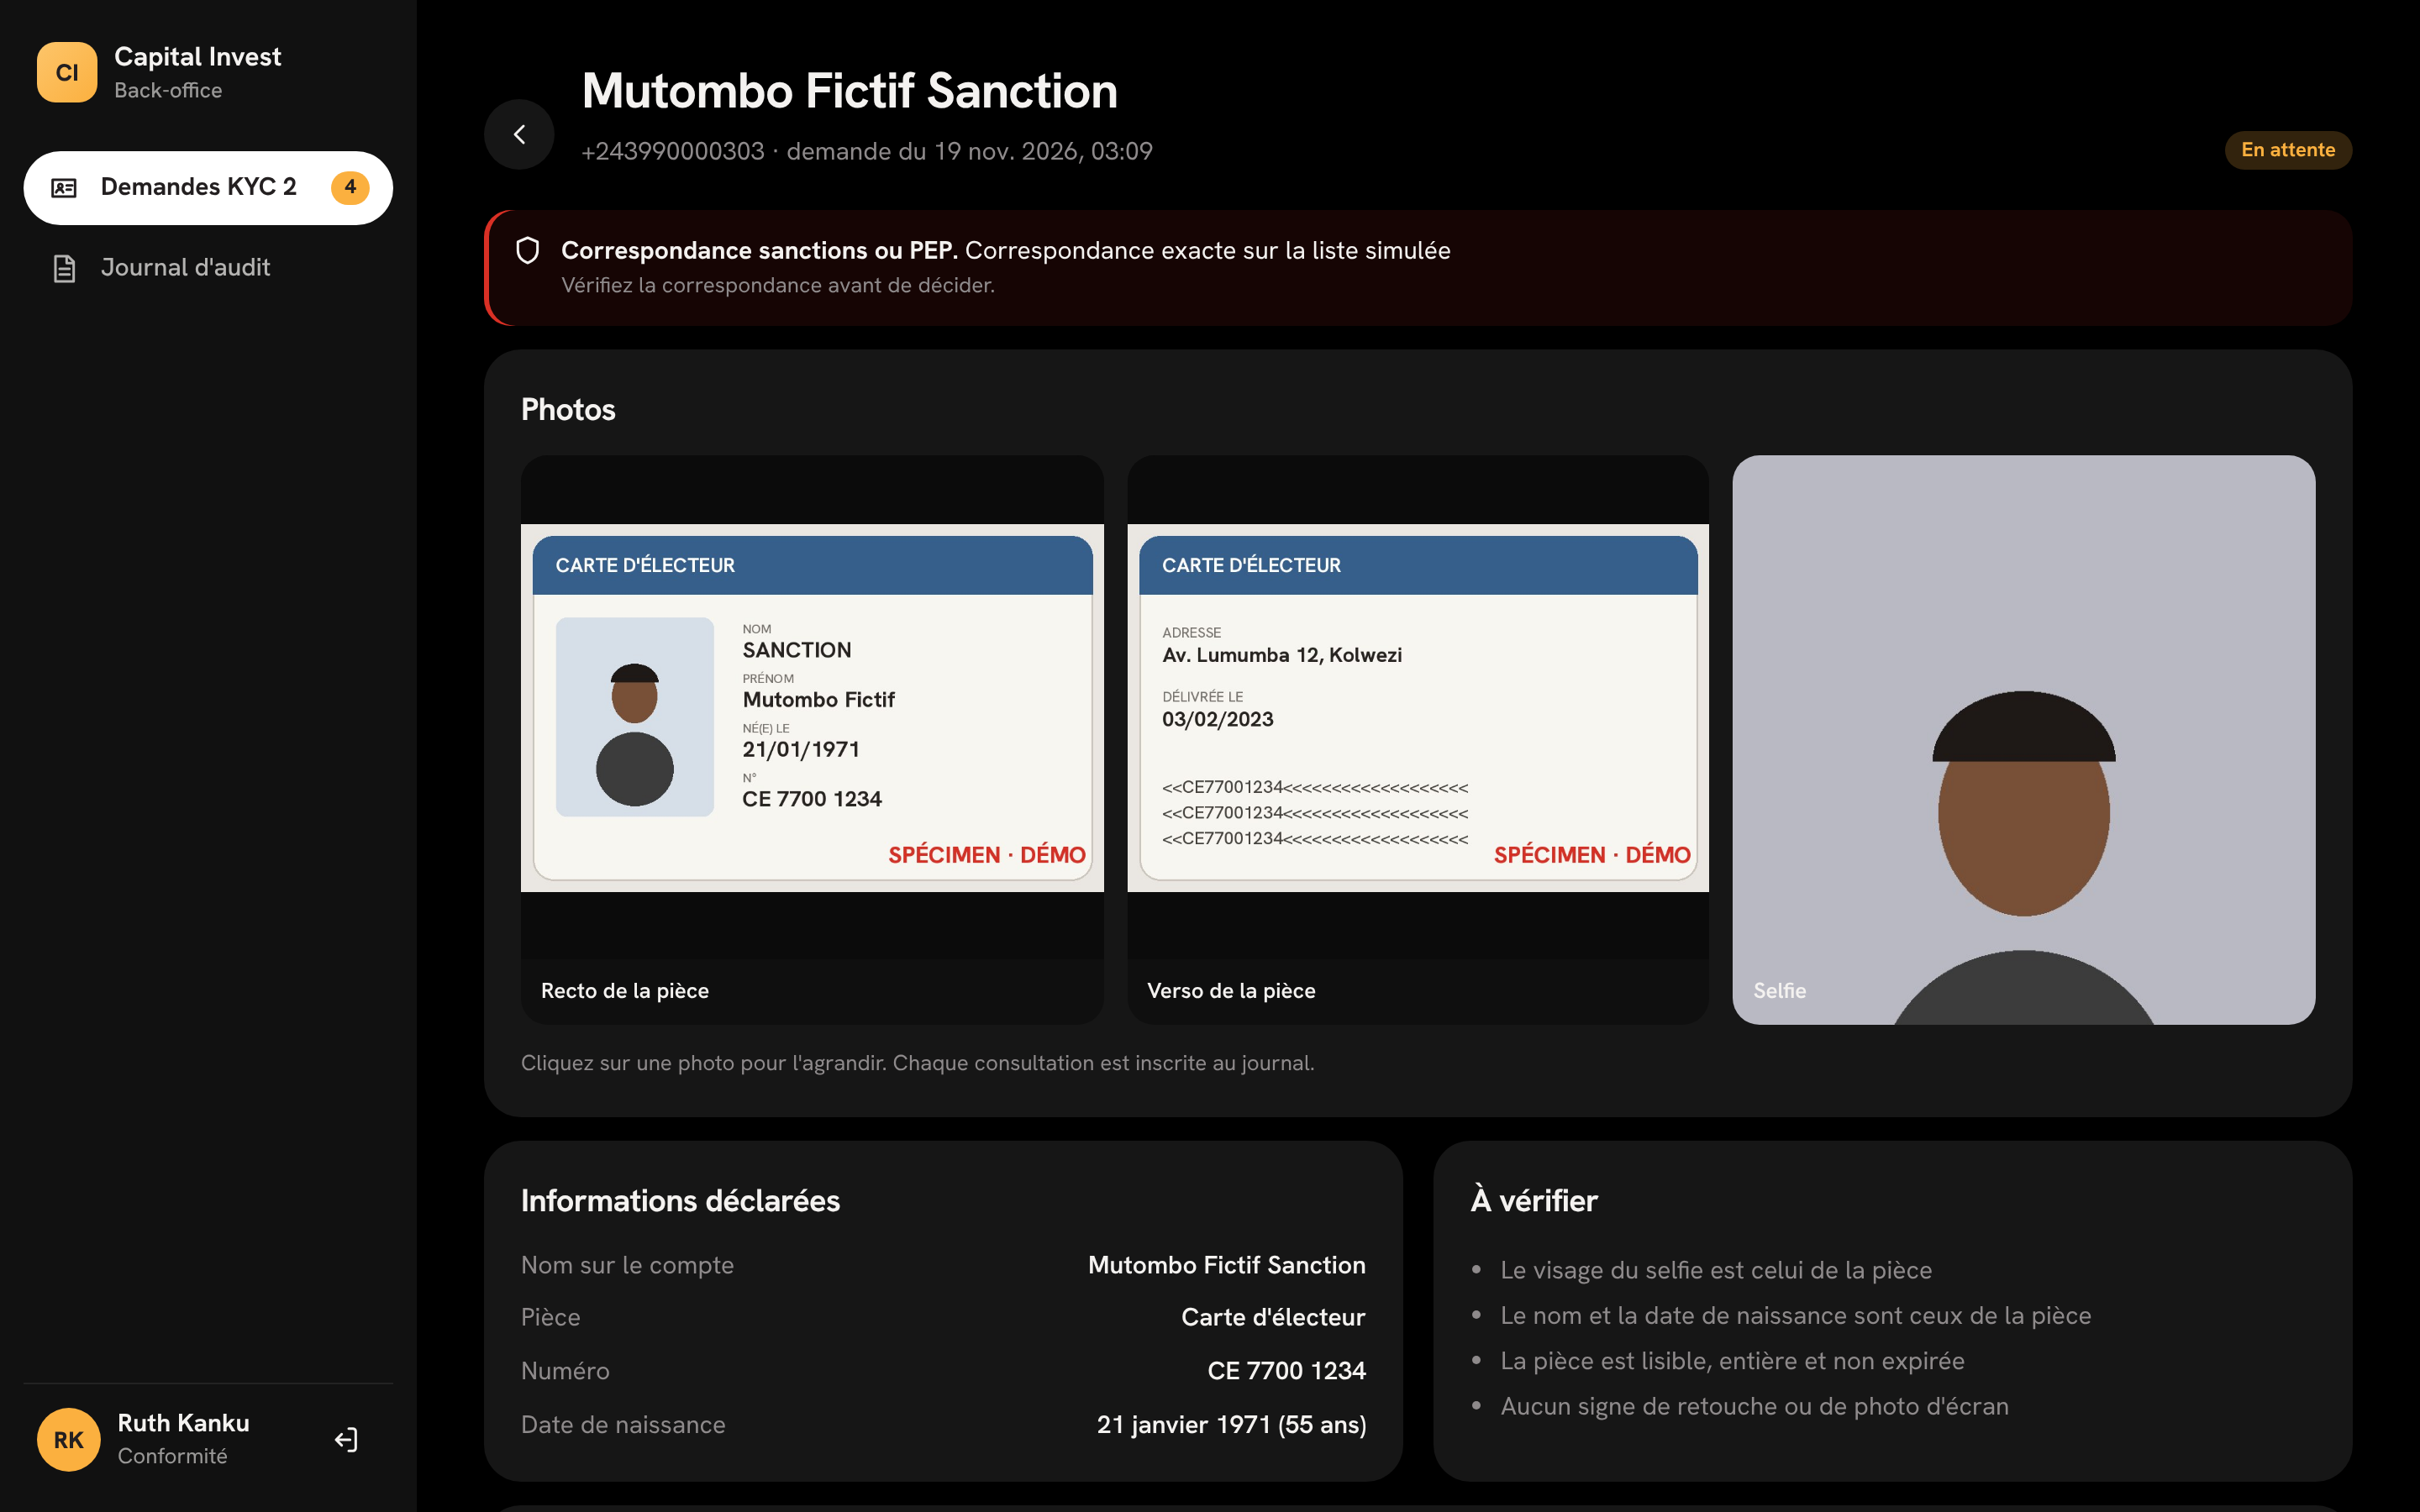 CI
Capital Invest
Back-office
Demandes KYC 2
4
Journal d'audit
RK
Ruth Kanku
Conformité
Mutombo Fictif Sanction
+243990000303 · demande du 19 nov. 2026, 03:09
En attente
Correspondance sanctions ou PEP. Correspondance exacte sur la liste simulée
Vérifiez la correspondance avant de décider.
Photos
CARTE D'ÉLECTEUR
NOM
SANCTION
PRÉNOM
Mutombo Fictif
NÉ(E) LE
21/01/1971
N°
CE 7700 1234
SPÉCIMEN · DÉMO
Recto de la pièce
CARTE D'ÉLECTEUR
ADRESSE
Av. Lumumba 12, Kolwezi
DÉLIVRÉE LE
03/02/2023
<<CE77001234<<<<<<<<<<<<<<<<<<<
<<CE77001234<<<<<<<<<<<<<<<<<<<
<<CE77001234<<<<<<<<<<<<<<<<<<<
SPÉCIMEN · DÉMO
Verso de la pièce
Selfie
Cliquez sur une photo pour l'agrandir. Chaque consultation est inscrite au journal.
Informations déclarées
Nom sur le compte Mutombo Fictif Sanction
Pièce Carte d'électeur
Numéro CE 7700 1234
Date de naissance 21 janvier 1971 (55 ans)
À vérifier
• Le visage du selfie est celui de la pièce
• Le nom et la date de naissance sont ceux de la pièce
• La pièce est lisible, entière et non expirée
• Aucun signe de retouche ou de photo d'écran